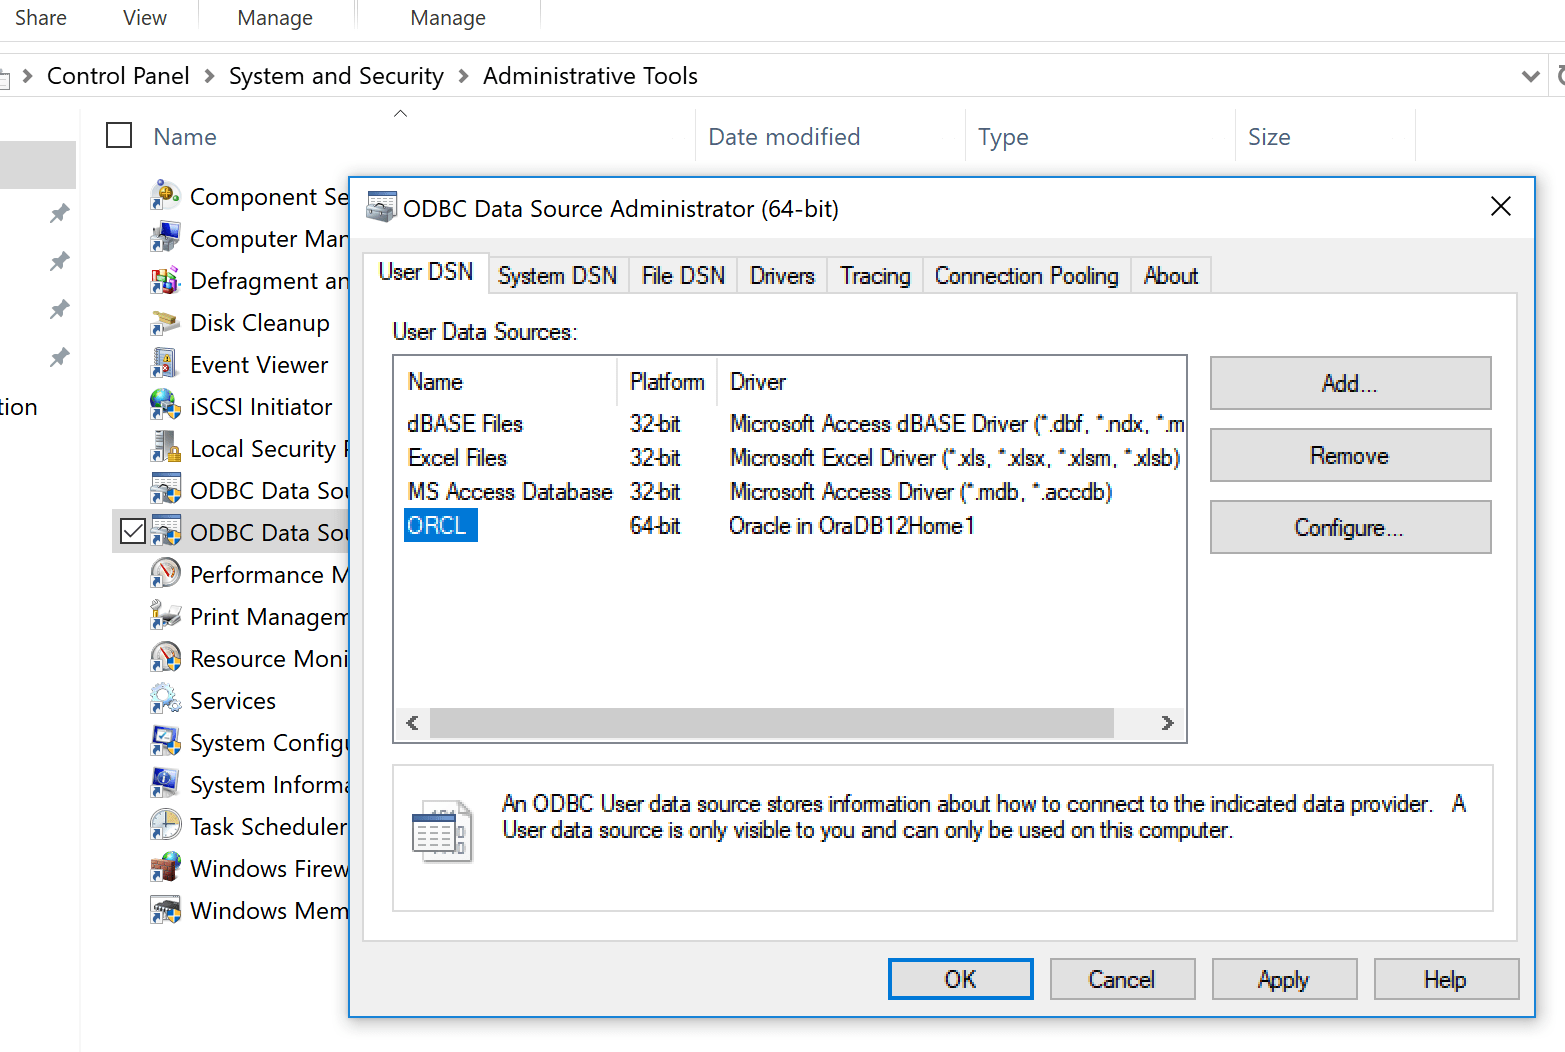 Share View Manage Manage
Control Panel System and Security Administrative Tools
Name Date modified Type Size
Component Se
Computer Man
Defragment an
Disk Cleanup
Event Viewer
tion
iSCSI Initiator
Local Security P
ODBC Data Sou
ODBC Data Sou
Performance M
Print Managem
Resource Moni
Services
System Configu
System Informa
Task Scheduler
Windows Firew
Windows Mem
ODBC Data Source Administrator (64-bit)
User DSN System DSN File DSN Drivers Tracing Connection Pooling About
User Data Sources:
Name Platform Driver
dBASE Files 32-bit Microsoft Access dBASE Driver (*.dbf, *.ndx, *.m
Excel Files 32-bit Microsoft Excel Driver (*.xls, *.xlsx, *.xlsm, *.xlsb)
MS Access Database 32-bit Microsoft Access Driver (*.mdb, *.accdb)
ORCL 64-bit Oracle in OraDB12Home1
Add...
Remove
Configure...
An ODBC User data source stores information about how to connect to the indicated data provider. A
User data source is only visible to you and can only be used on this computer.
OK Cancel Apply Help